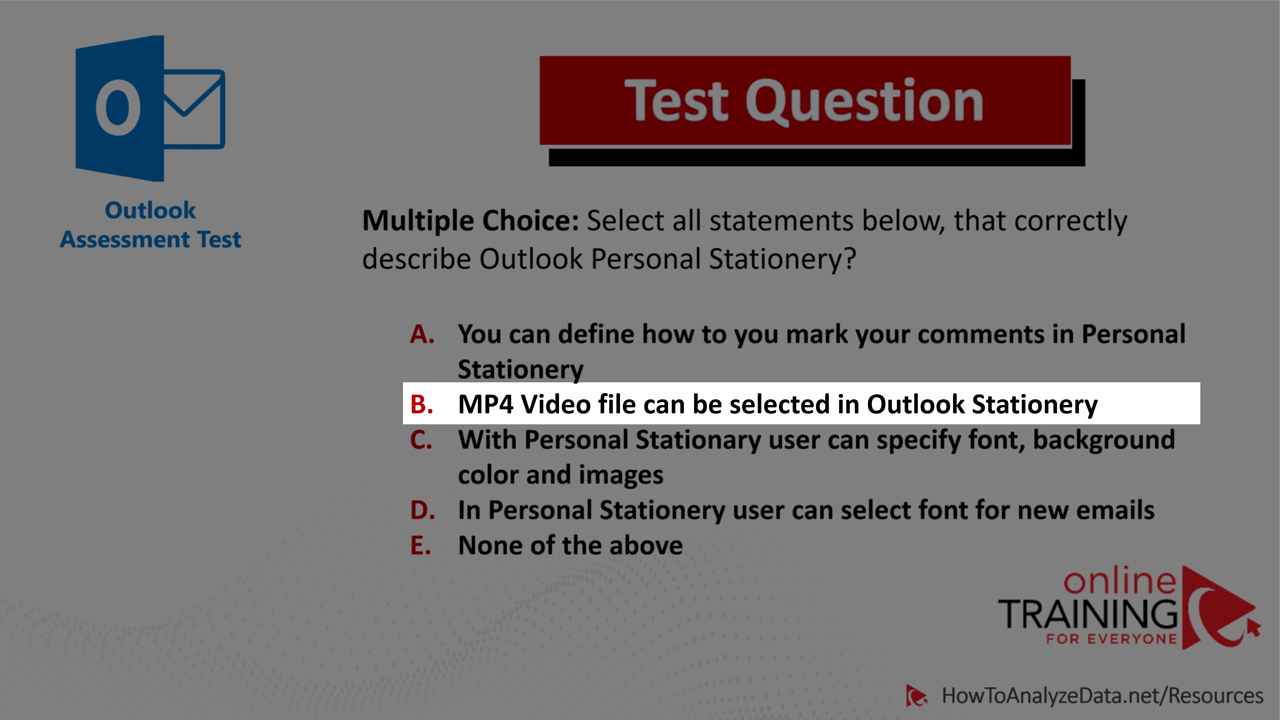 Test Question
Outlook
Assessment Test
Multiple Choice: Select all statements below, that correctly
describe Outlook Personal Stationery?
A. You can define how to you mark your comments in Personal
Stationery
B. MP4 Video file can be selected in Outlook Stationery
C. With Personal Stationary user can specify font, background
color and images
D. In Personal Stationery user can select font for new emails
E. None of the above
online
TRAINING
FOR EVERYONE
HowToAnalyzeData.net/Resources